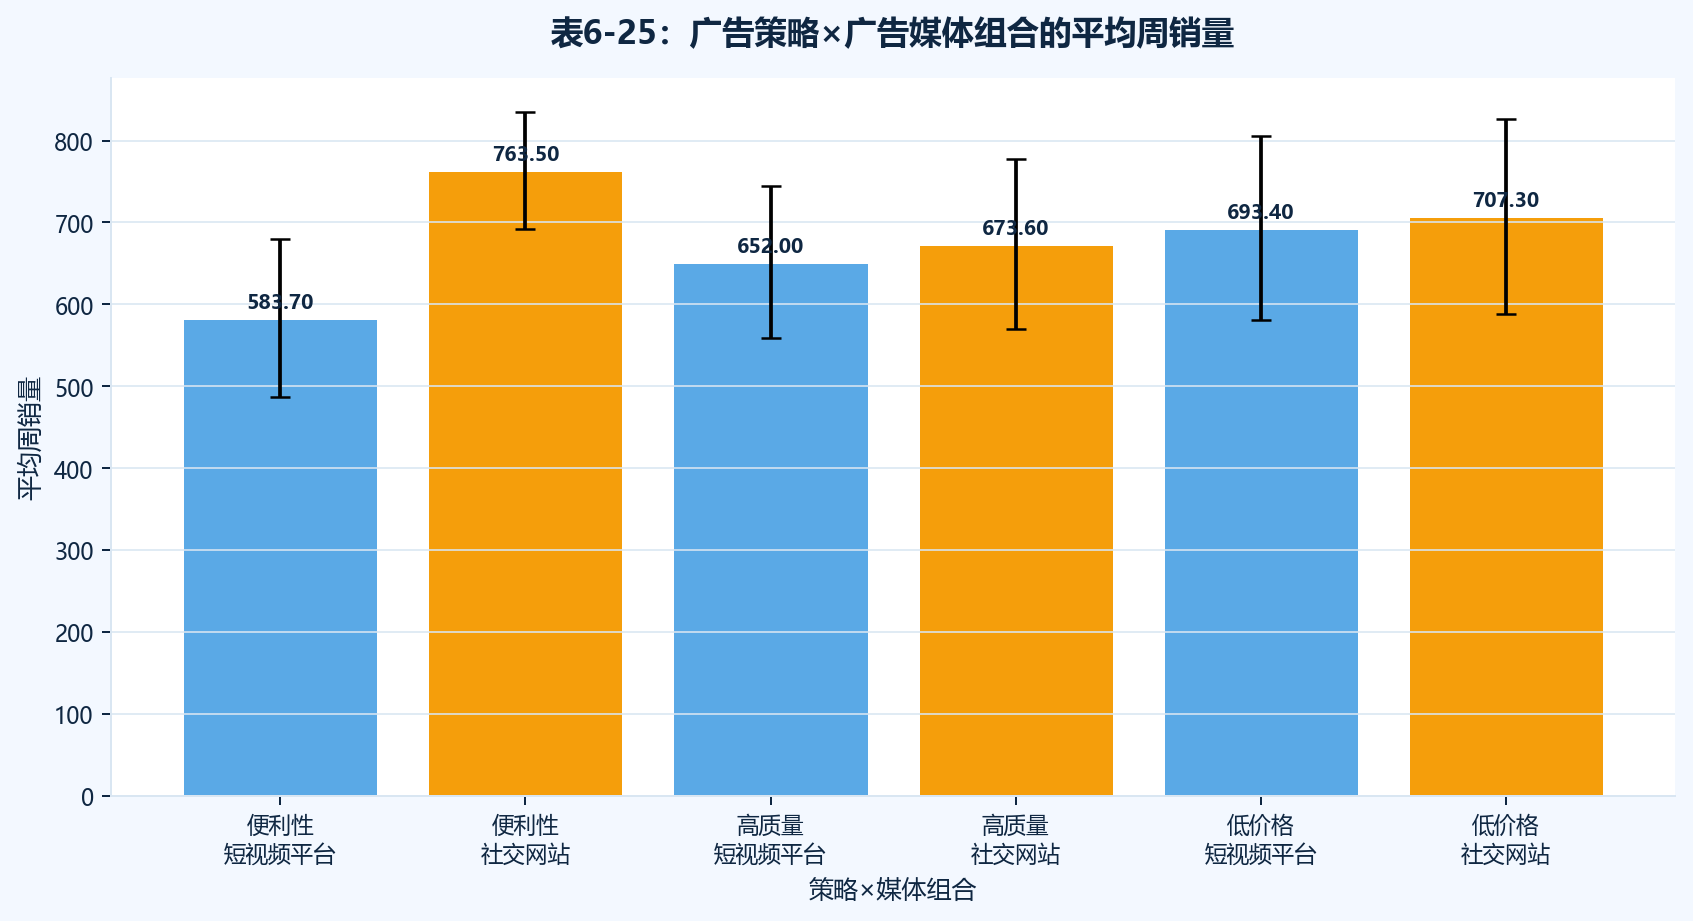 表6-25：广告策略×广告媒体组合的平均周销量
平均周销量
800
700
600
500
400
300
200
100
0
583.70
763.50
652.00
673.60
693.40
707.30
便利性
短视频平台
便利性
社交网站
高质量
短视频平台
高质量
社交网站
低价格
短视频平台
低价格
社交网站
策略×媒体组合